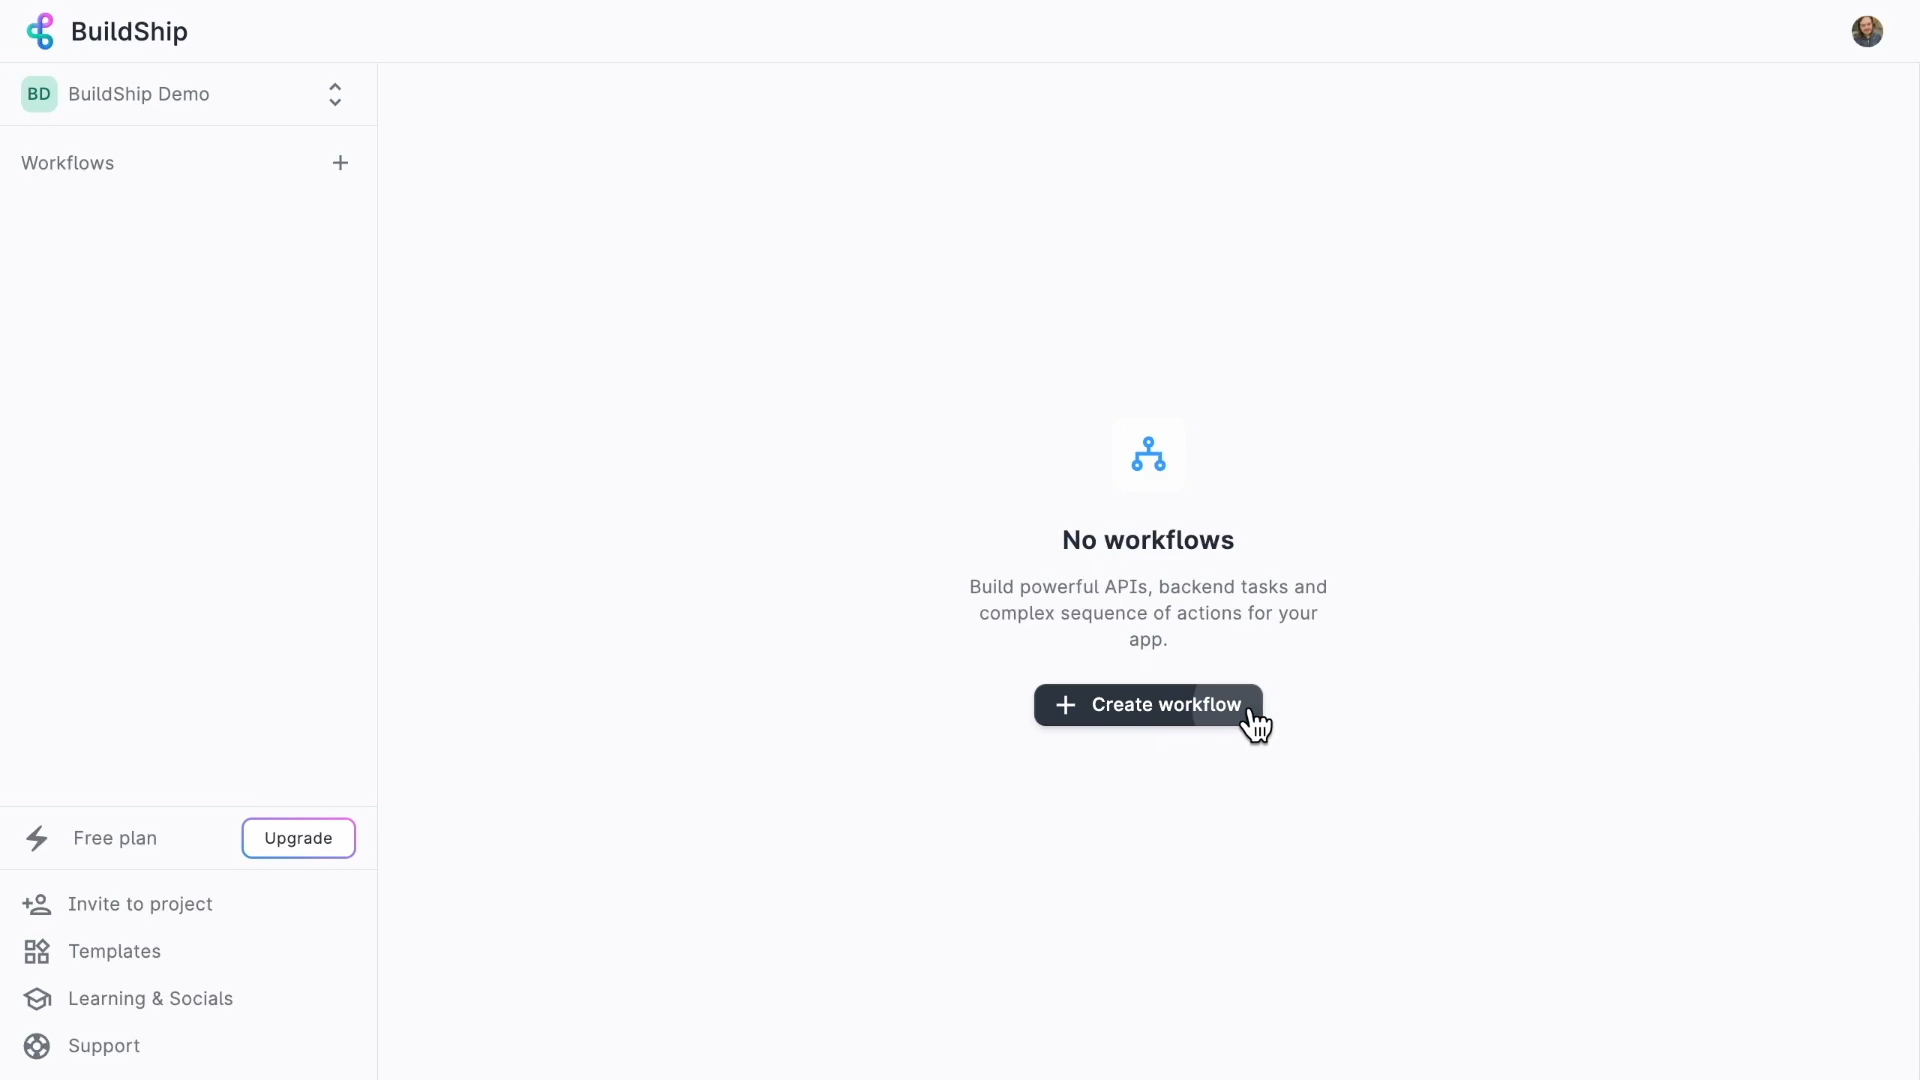 BuildShip
BD BuildShip Demo
Workflows
No workflows
Build powerful APIs, backend tasks and
complex sequence of actions for your
app.
Create workflow
Free plan
Upgrade
Invite to project
Templates
Learning & Socials
Support